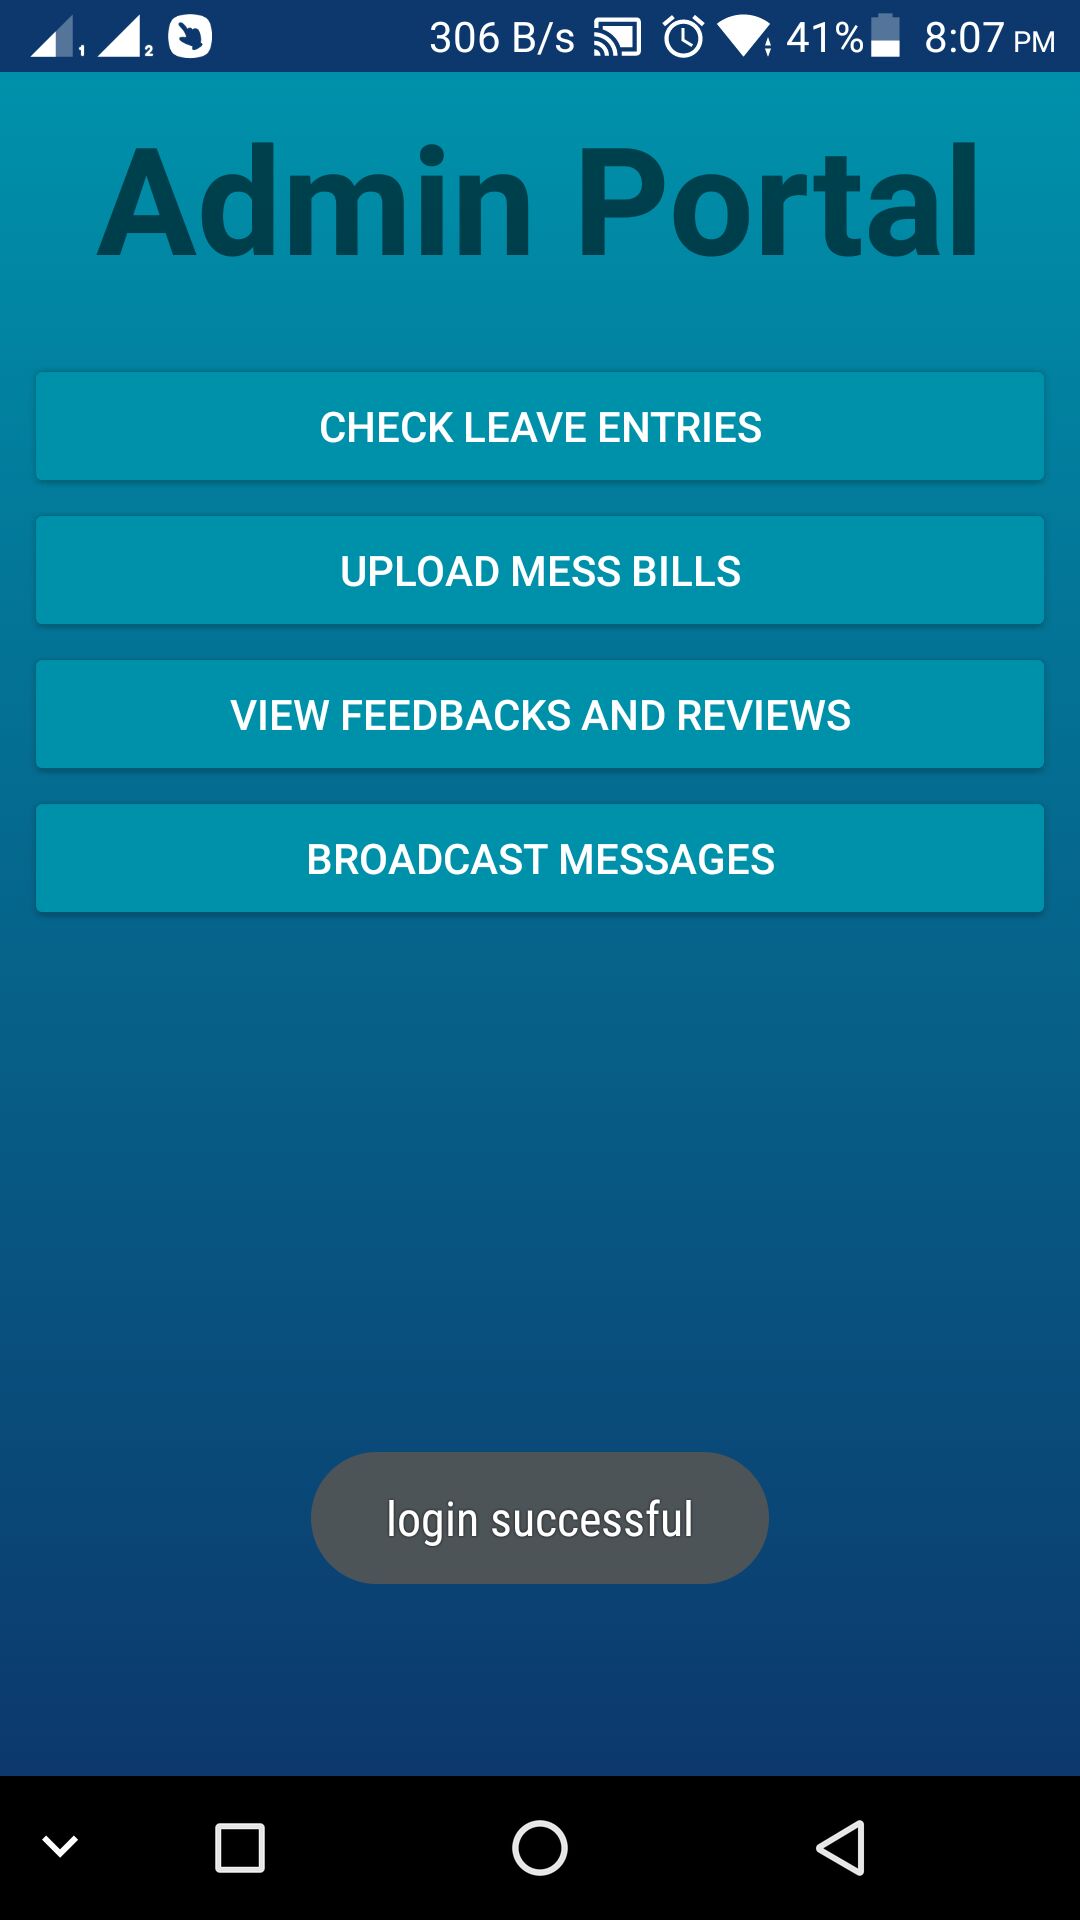 1 2 306 B/s 41% 8:07 PM
Admin Portal
CHECK LEAVE ENTRIES
UPLOAD MESS BILLS
VIEW FEEDBACKS AND REVIEWS
BROADCAST MESSAGES
login successful